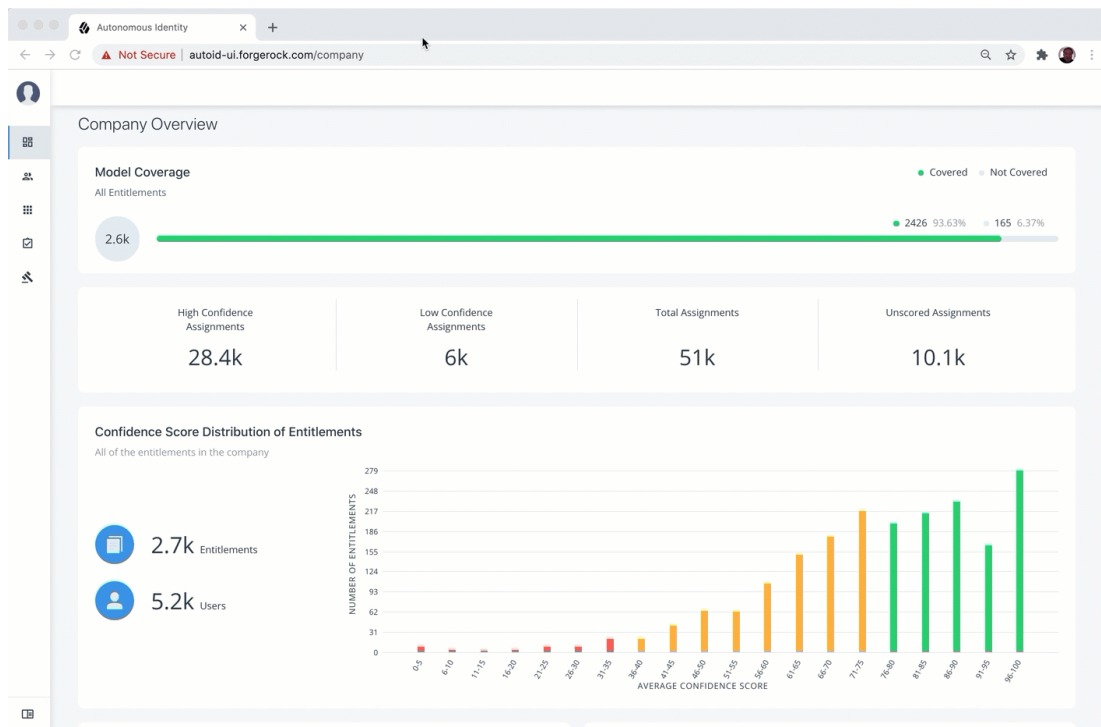 Autonomous Identity
Not Secure | autoid-ui.forgerock.com/company
Company Overview
Model Coverage
Covered Not Covered
All Entitlements
2426 93.63% 165 6.37%
2.6k
High Confidence
Assignments
28.4k
Low Confidence
Assignments
6k
Total Assignments
51k
Unscored Assignments
10.1k
Confidence Score Distribution of Entitlements
All of the entitlements in the company
2.7k Entitlements
5.2k Users
NUMBER OF ENTITLEMENTS
279
248
217
186
155
124
93
62
31
0
0-5 6-10 11-15 16-20 21-25 26-30 31-35 36-40 41-45 46-50 51-55 56-60 61-65 66-70 71-75 76-80 81-85 86-90 91-95 96-100
AVERAGE CONFIDENCE SCORE